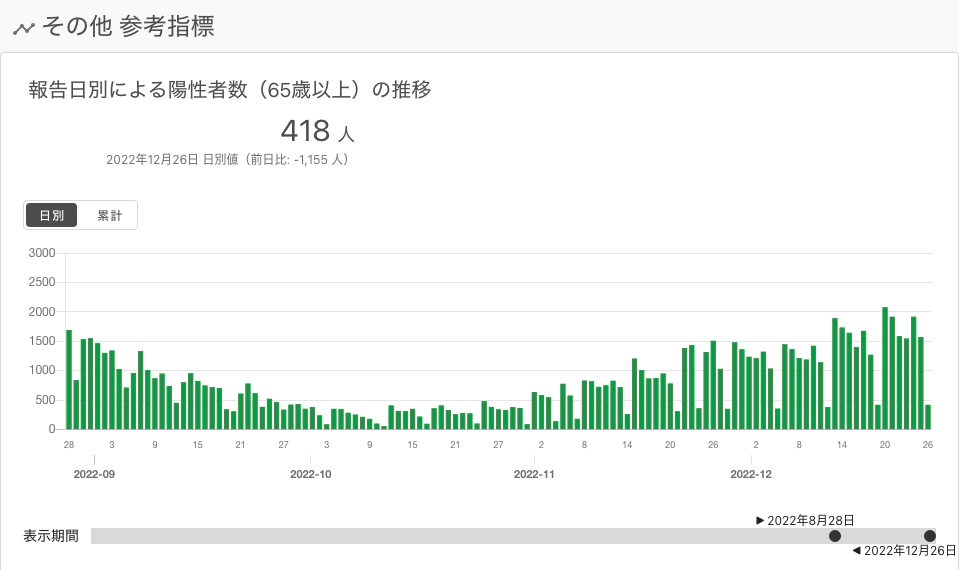 その他 参考指標
報告日別による陽性者数（65歳以上）の推移
418 人
2022年12月26日 日別値（前日比: -1,155 人）
日別 累計
3000
2500
2000
1500
1000
500
0
28 3 9 15 21 27 3 9 15 21 27 2 8 14 20 26 2 8 14 20 26
2022-09 2022-10 2022-11 2022-12
▶ 2022年8月28日
表示期間
◀ 2022年12月26日